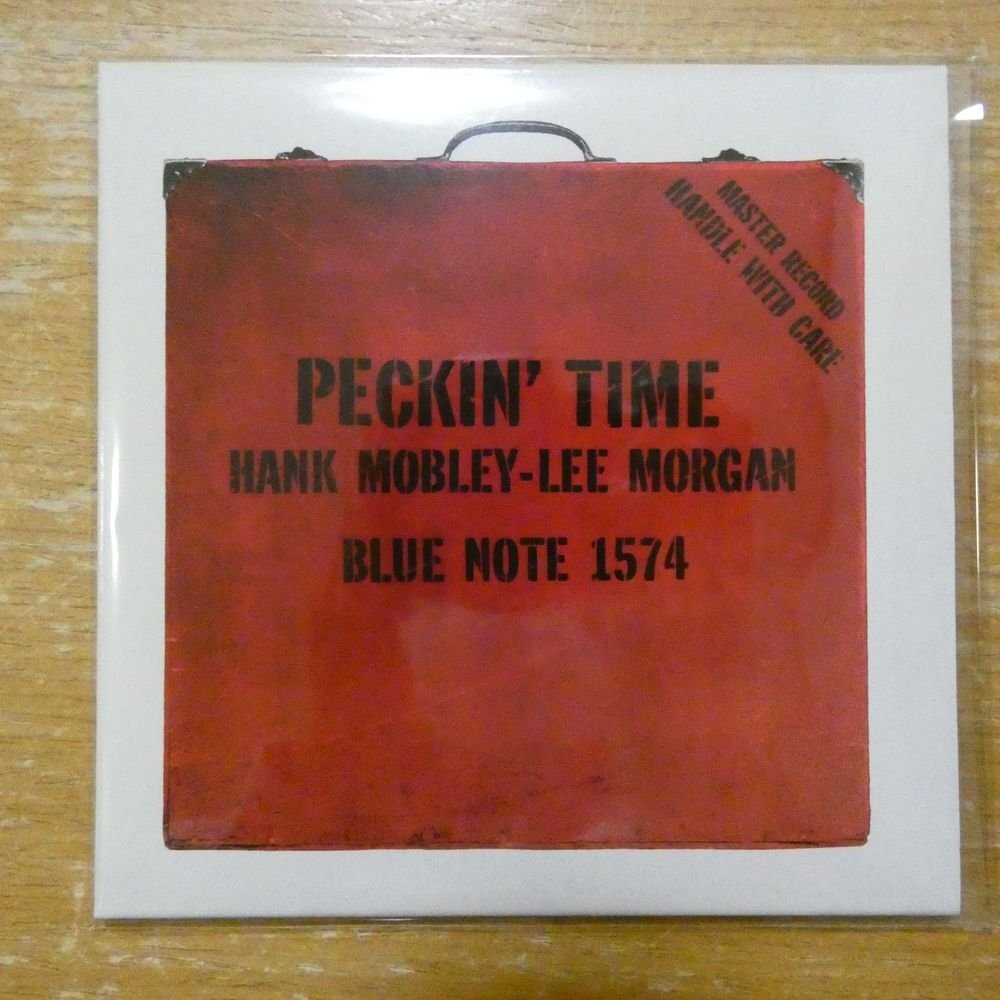 MASTER RECORD
HANDLE WITH CARE
PECKIN' TIME
HANK MOBLEY-LEE MORGAN
BLUE NOTE 1574